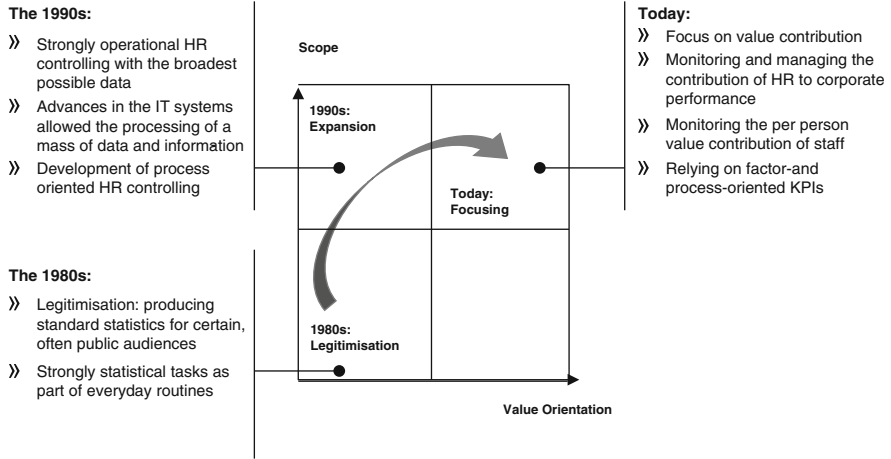 The 1990s:
» Strongly operational HR
controlling with the broadest
possible data
» Advances in the IT systems
allowed the processing of a
mass of data and information
» Development of process
oriented HR controlling
The 1980s:
» Legitimisation: producing
standard statistics for certain,
often public audiences
» Strongly statistical tasks as
part of everyday routines
Scope
1990s:
Expansion
Today:
Focusing
1980s:
Legitimisation
Value Orientation
Today:
» Focus on value contribution
» Monitoring and managing the
contribution of HR to corporate
performance
» Monitoring the per person
value contribution of staff
» Relying on factor-and
process-oriented KPIs